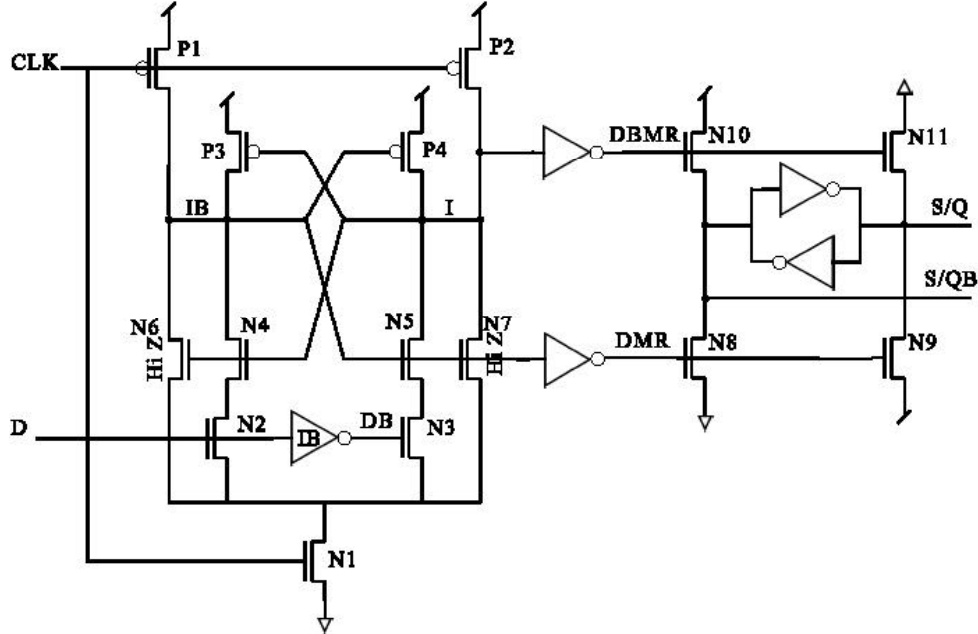 P1
P2
CLK
P3
P4
DBMR
N10
N11
IB
I
S/Q
S/QB
N6
Hi Z
N4
N5
N7
Hi Z
DMR
N8
N9
D
N2
IB
DB
N3
N1